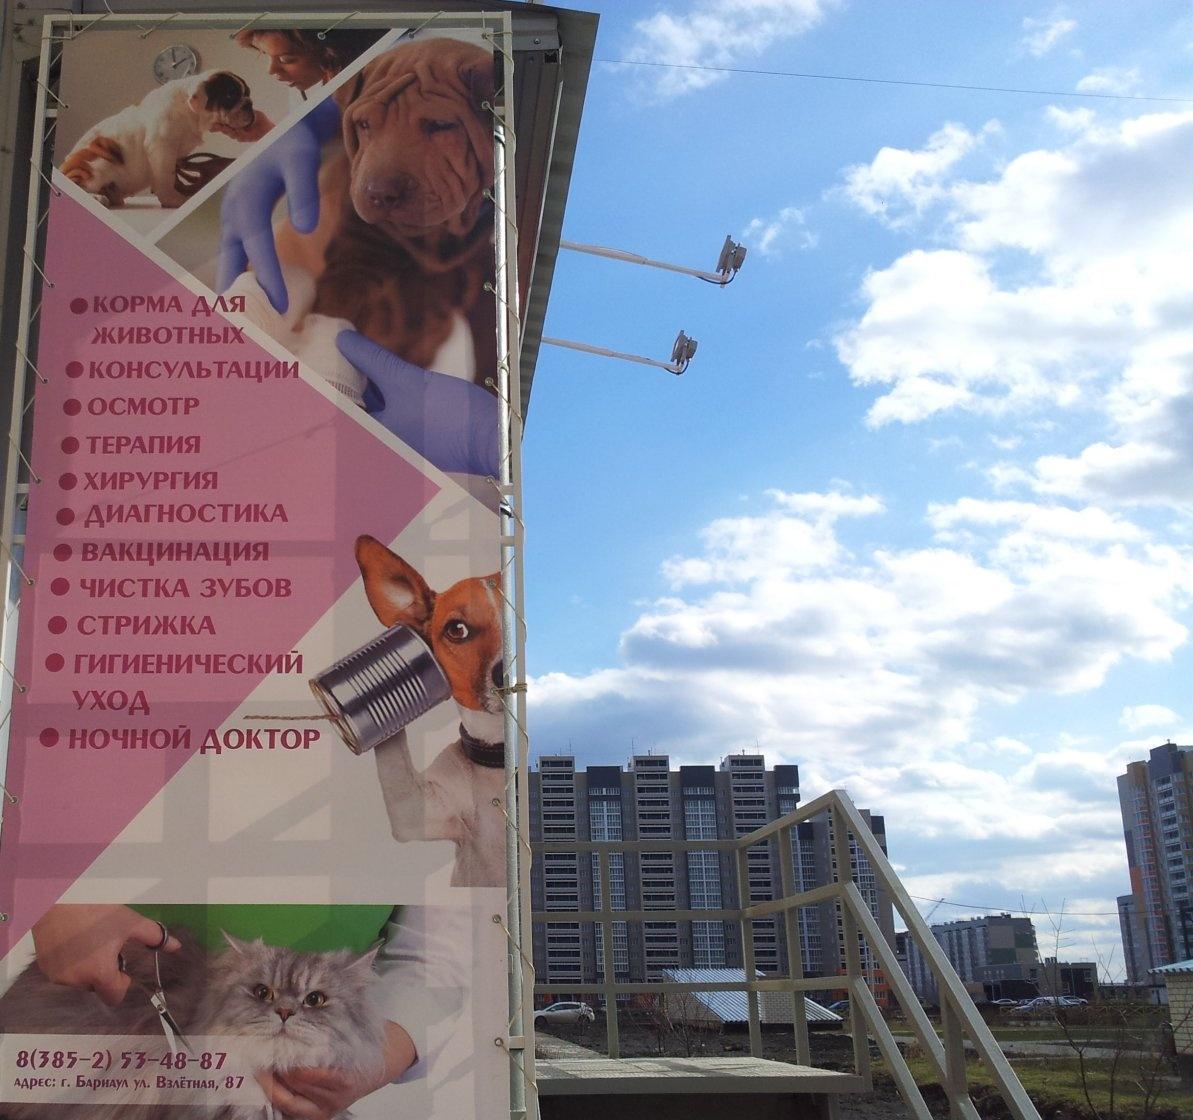 КОРМА ДЛЯ
ЖИВОТНЫХ
КОНСУЛЬТАЦИИ
ОСМОТР
ТЕРАПИЯ
ХИРУРГИЯ
ДИАГНОСТИКА
ВАКЦИНАЦИЯ
ЧИСТКА ЗУБОВ
СТРИЖКА
ГИГИЕНИЧЕСКИЙ
УХОД
НОЧНОЙ ДОКТОР
8(385-2) 53-48-87
адрес: г. Барнаул ул. Взлётная, 87